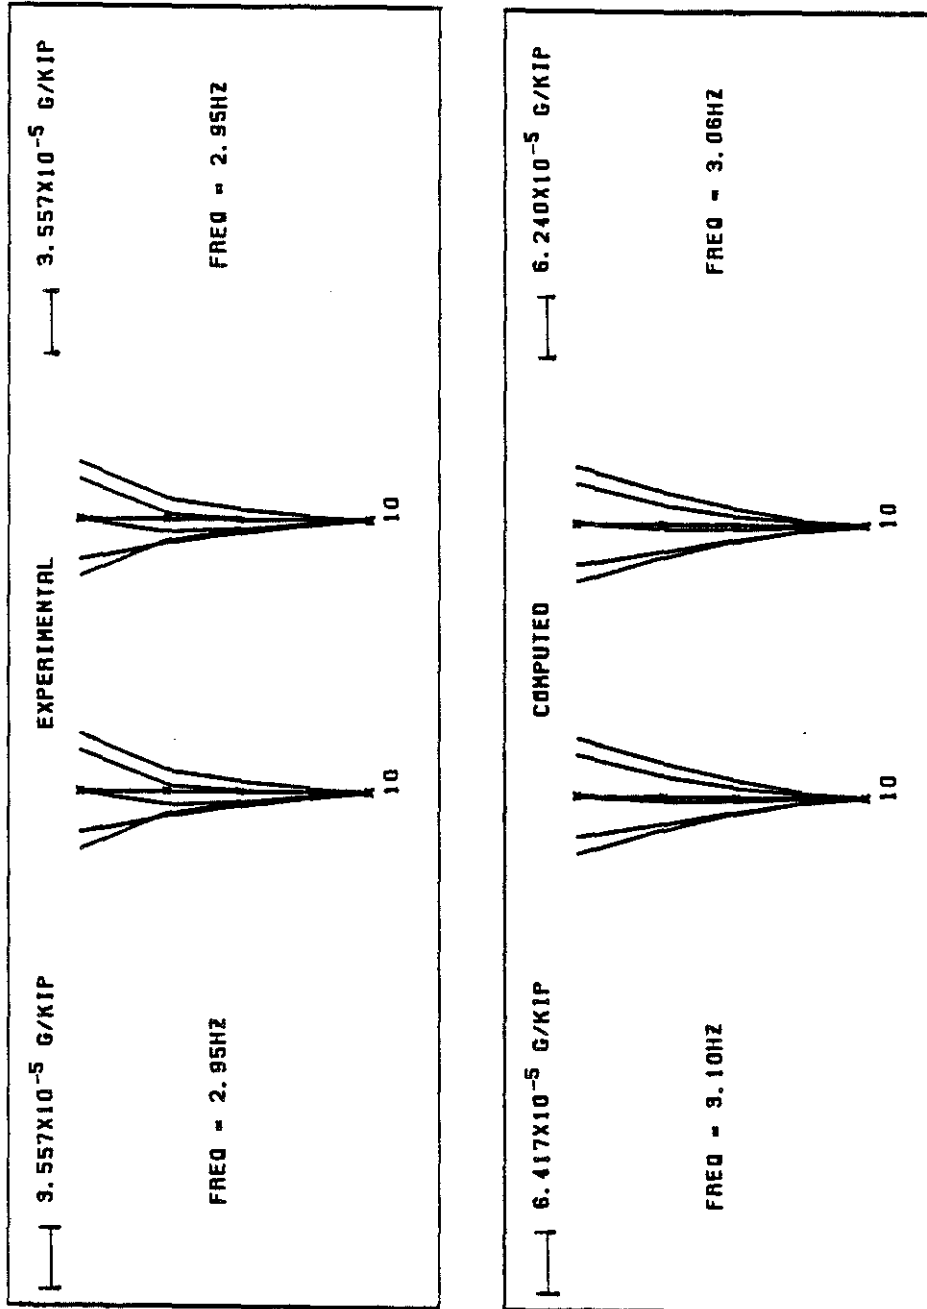 EXPERIMENTAL
3.557X10⁻⁵ G/KIP
FREQ = 2.95HZ
10
3.557X10⁻⁵ G/KIP
FREQ = 2.95HZ
10
COMPUTED
6.417X10⁻⁵ G/KIP
FREQ = 3.10HZ
10
6.240X10⁻⁵ G/KIP
FREQ = 3.06HZ
10